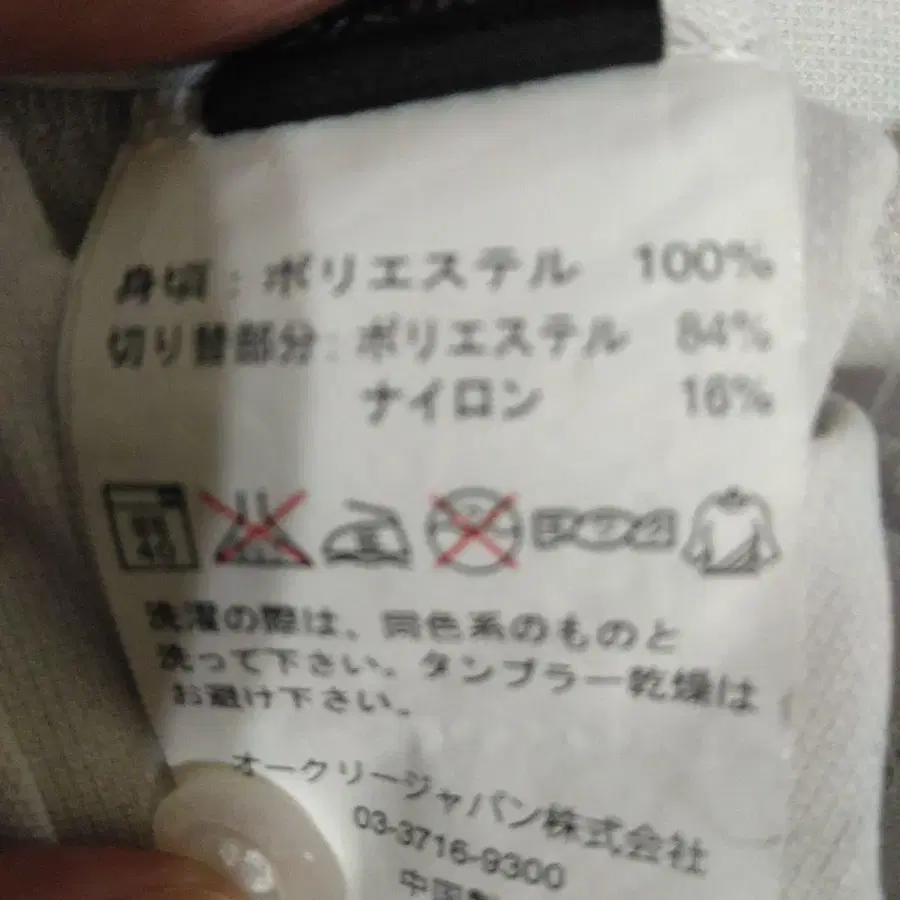 身頃：ポリエステル 100%
切り替部分：ポリエステル 84%
ナイロン 16%
洗濯の際は、同色系のものと
洗って下さい。タンブラー乾燥は
お避け下さい。
オークリージャパン株式会社
03-3716-9300
中国製